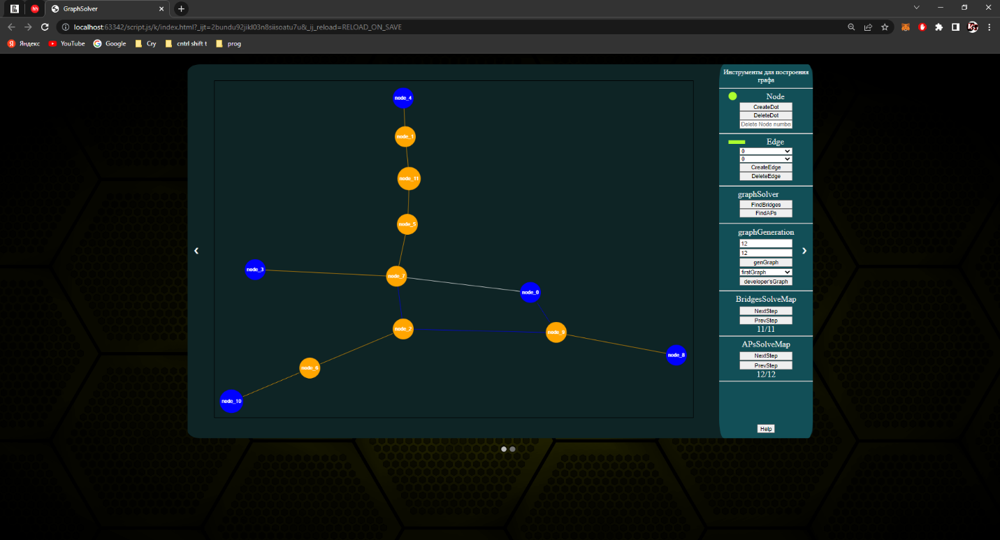 hh
GraphSolver
localhost:63342/script.js/k/index.html?_ijt=2bundu92jikl03n8siisoatu7u&_ij_reload=RELOAD_ON_SAVE
Яндекс
YouTube
Google
Cry
cntrl shift t
prog
Инструменты для построения
графа
Node
CreateDot
DeleteDot
Delete Node number
Edge
0
0
CreateEdge
DeleteEdge
graphSolver
FindBridges
FindAPs
graphGeneration
12
12
genGraph
firstGraph
developer'sGraph
BridgesSolveMap
NextStep
PrevStep
11/11
APsSolveMap
NextStep
PrevStep
12/12
Help
node_4
node_1
node_11
node_5
node_3
node_7
node_0
node_2
node_9
node_8
node_6
node_10